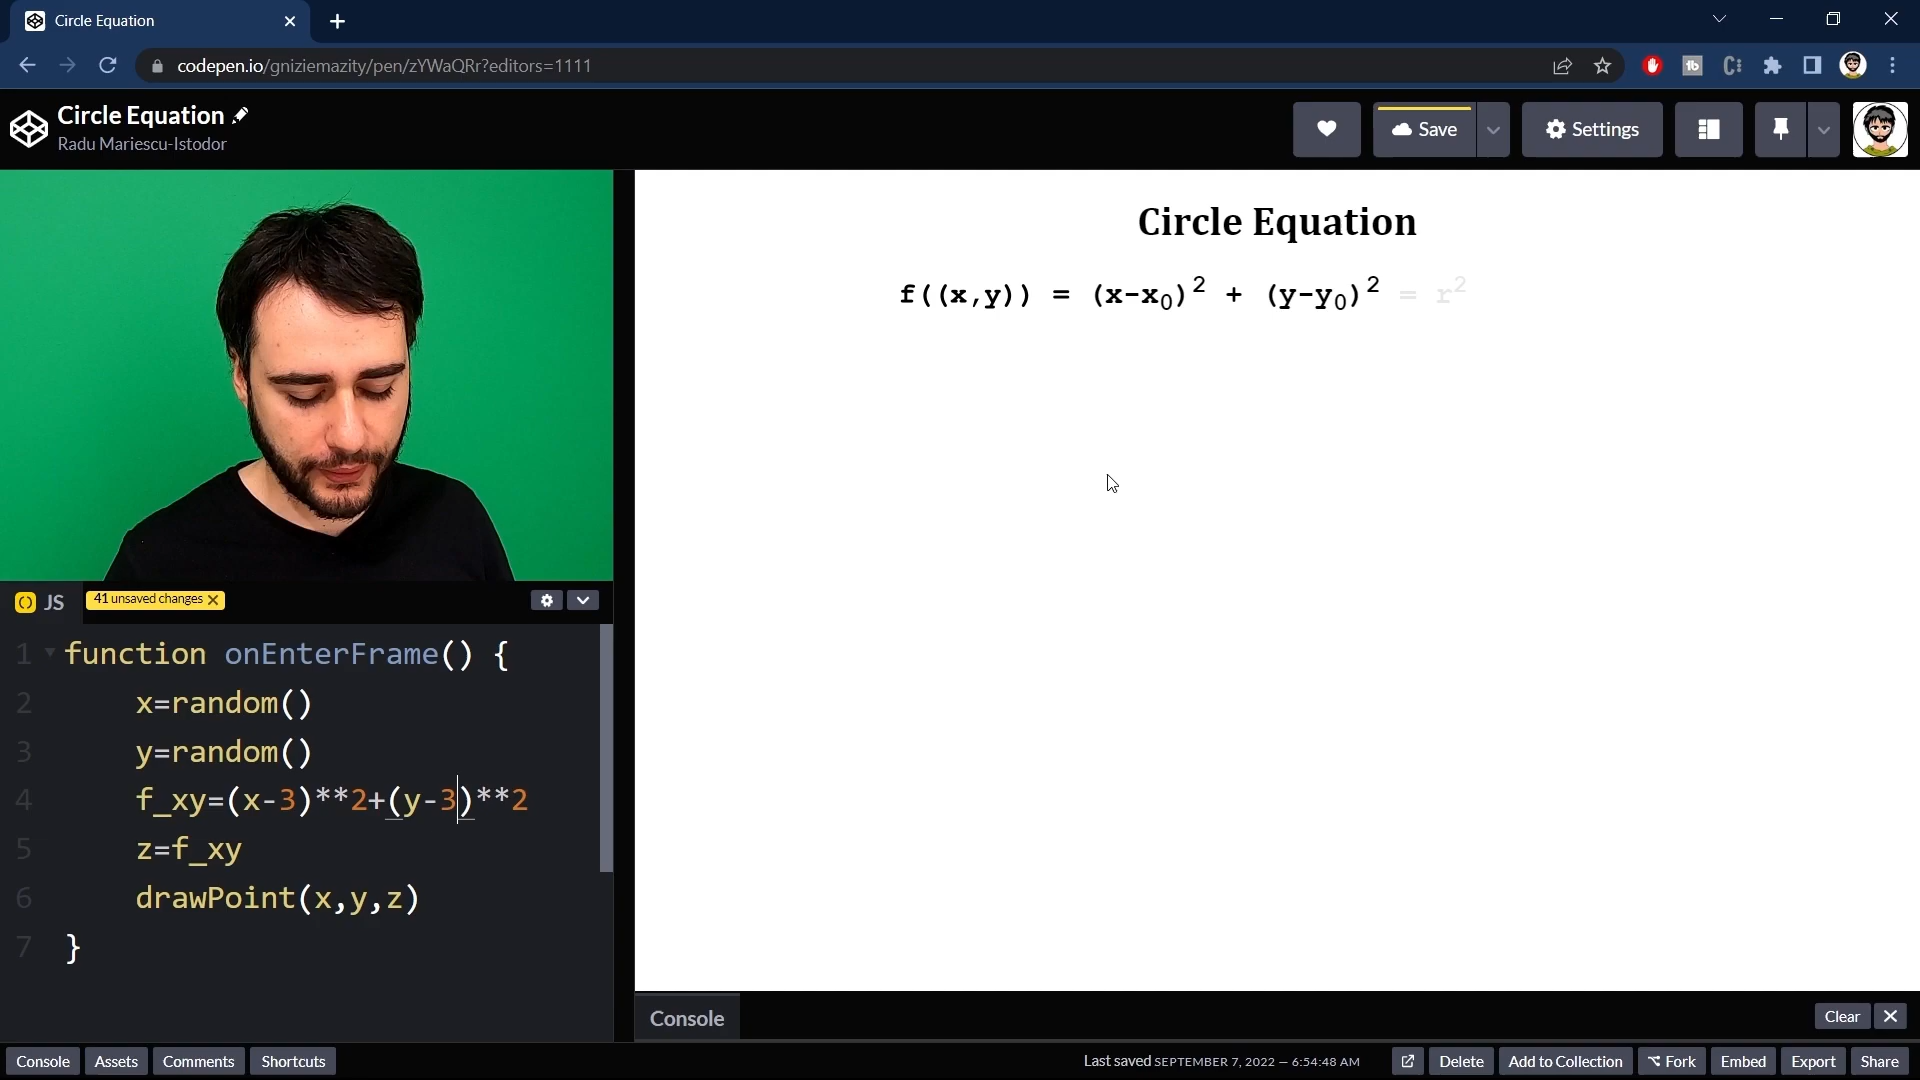 Circle Equation
codepen.io/gniziemazity/pen/zYWaQRr?editors=1111
Circle Equation
Radu Mariescu-Istodor
Save
Settings
Circle Equation
f((x,y)) = (x-x₀)² + (y-y₀)² = r²
JS
41 unsaved changes
1 function onEnterFrame() {
2 x=random()
3 y=random()
4 f_xy=(x-3)**2+(y-3)**2
5 z=f_xy
6 drawPoint(x,y,z)
7 }
Console
Clear
Console Assets Comments Shortcuts
Last saved SEPTEMBER 7, 2022 — 6:54:48 AM
Delete Add to Collection Fork Embed Export Share